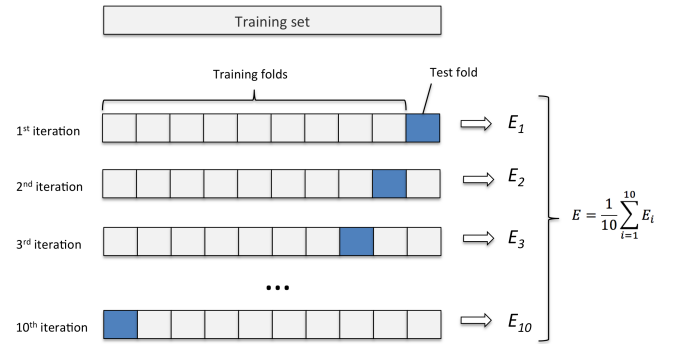 Training set
Training folds
Test fold
1st iteration
E1
2nd iteration
E2
3rd iteration
E3
...
10th iteration
E10
E = 1/10 ∑_{i=1}^{10} E_i